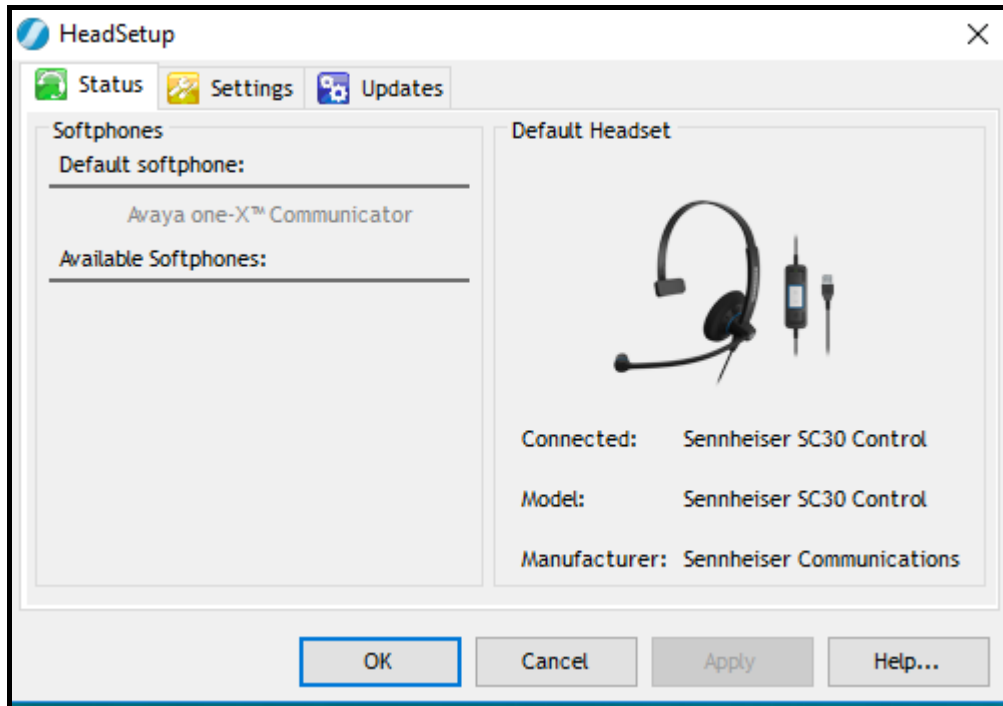 HeadSetup
Status
Settings
Updates
Softphones
Default softphone:
Avaya one-X™ Communicator
Available Softphones:
Default Headset
Connected: Sennheiser SC30 Control
Model: Sennheiser SC30 Control
Manufacturer: Sennheiser Communications
OK
Cancel
Apply
Help...